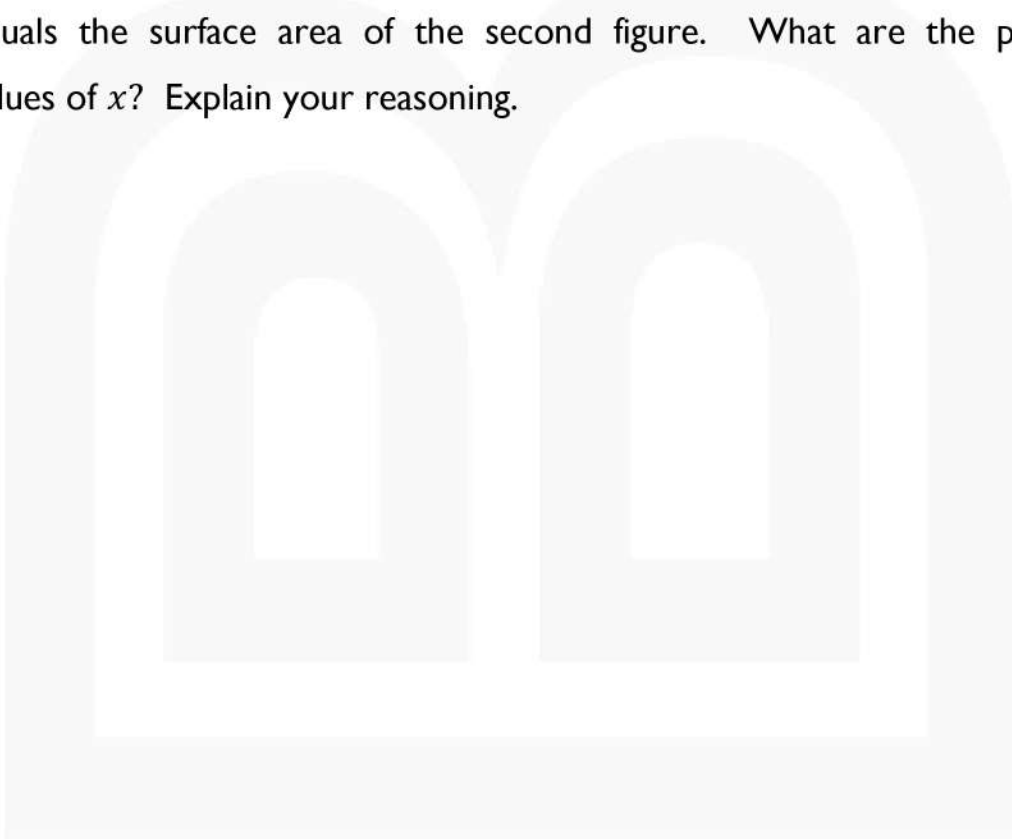 uals the surface area of the second figure. What are the p
lues of x? Explain your reasoning.